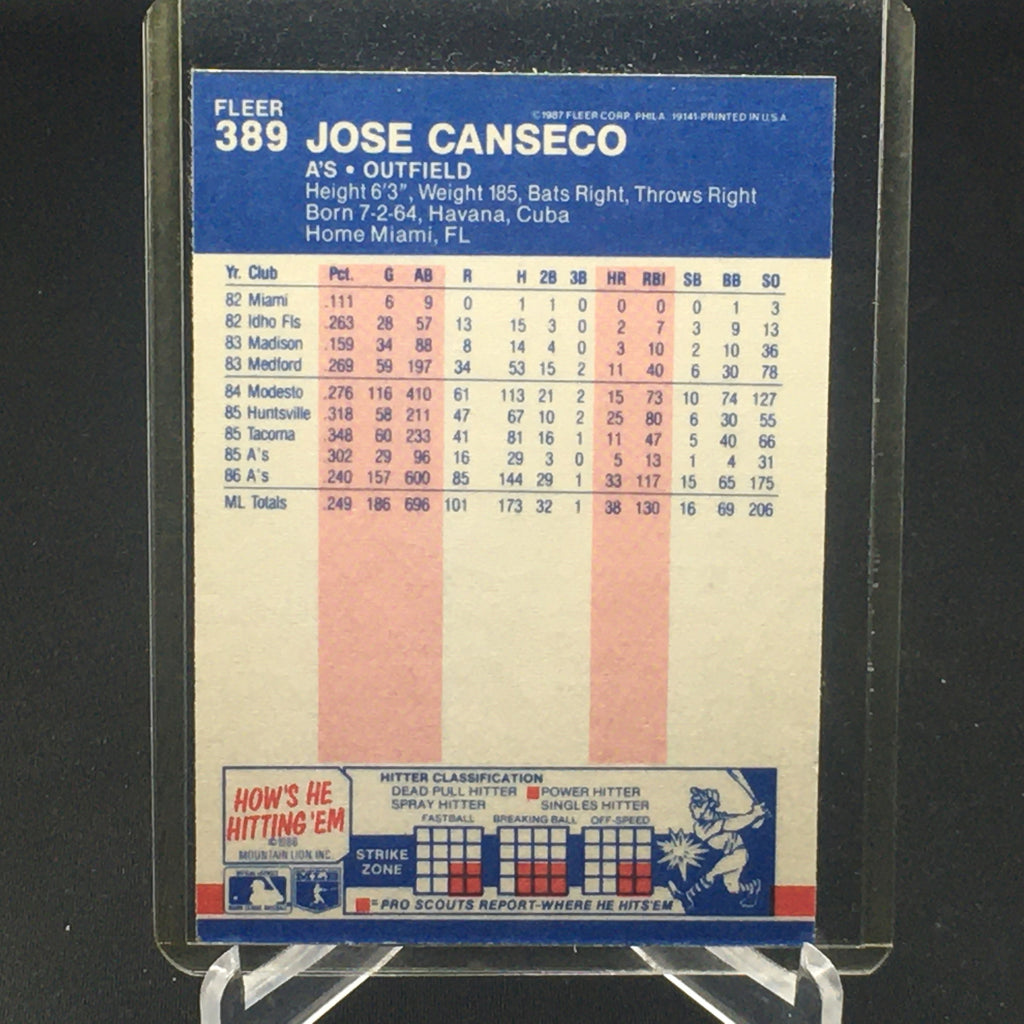 FLEER
©1987 FLEER CORP. PHILA. 19141-PRINTED IN U.S.A.
389 JOSE CANSECO
A'S • OUTFIELD
Height 6'3", Weight 185, Bats Right, Throws Right
Born 7-2-64, Havana, Cuba
Home Miami, FL
Yr. Club Pct. G AB R H 2B 3B HR RBI SB BB SO
82 Miami .111 6 9 0 1 1 0 0 0 0 1 3
82 Idho Fls .263 28 57 13 15 3 0 2 7 3 9 13
83 Madison .159 34 88 8 14 4 0 3 10 2 10 36
83 Medford .269 59 197 34 53 15 2 11 40 6 30 78
84 Modesto .276 116 410 61 113 21 2 15 73 10 74 127
85 Huntsville .318 58 211 47 67 10 2 25 80 6 30 55
85 Tacoma .348 60 233 41 81 16 1 11 47 5 40 66
85 A's .302 29 96 16 29 3 0 5 13 1 4 31
86 A's .240 157 600 85 144 29 1 33 117 15 65 175
ML Totals .249 186 696 101 173 32 1 38 130 16 69 206
HOW'S HE
HITTING 'EM
©1986
MOUNTAIN LION INC.
HITTER CLASSIFICATION
DEAD PULL HITTER POWER HITTER
SPRAY HITTER SINGLES HITTER
FASTBALL BREAKING BALL OFF-SPEED
STRIKE
ZONE
=PRO SCOUTS REPORT-WHERE HE HITS'EM